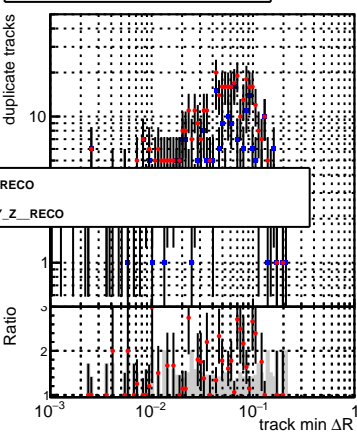 duplicate tracks
10
RECO
Z__RECO
1
Ratio
3
2
1
10⁻³ 10⁻² 10⁻¹ 1
track min ΔR